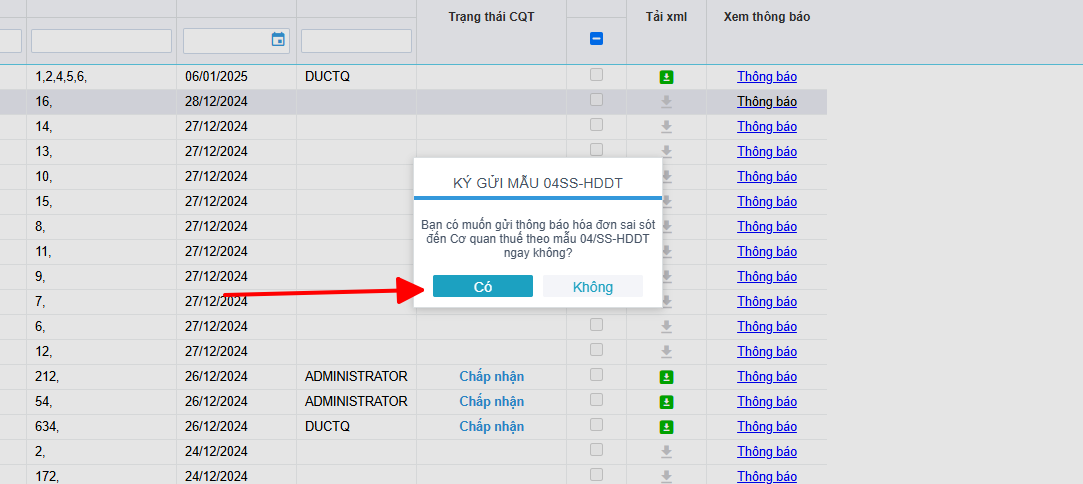 Trạng thái CQT Tải xml Xem thông báo
1,2,4,5,6, 06/01/2025 DUCTQ Thông báo
16, 28/12/2024 Thông báo
14, 27/12/2024 Thông báo
13, 27/12/2024 Thông báo
10, 27/12/2024 Thông báo
15, 27/12/2024 Thông báo
8, 27/12/2024 Thông báo
11, 27/12/2024 Thông báo
9, 27/12/2024 Thông báo
7, 27/12/2024 Thông báo
6, 27/12/2024 Thông báo
12, 27/12/2024 Thông báo
212, 26/12/2024 ADMINISTRATOR Chấp nhận Thông báo
54, 26/12/2024 ADMINISTRATOR Chấp nhận Thông báo
634, 26/12/2024 DUCTQ Chấp nhận Thông báo
2, 24/12/2024 Thông báo
172, 24/12/2024 Thông báo
KÝ GỬI MẪU 04SS-HDDT
Bạn có muốn gửi thông báo hóa đơn sai sót
đến Cơ quan thuế theo mẫu 04/SS-HDDT
ngay không?
Có Không